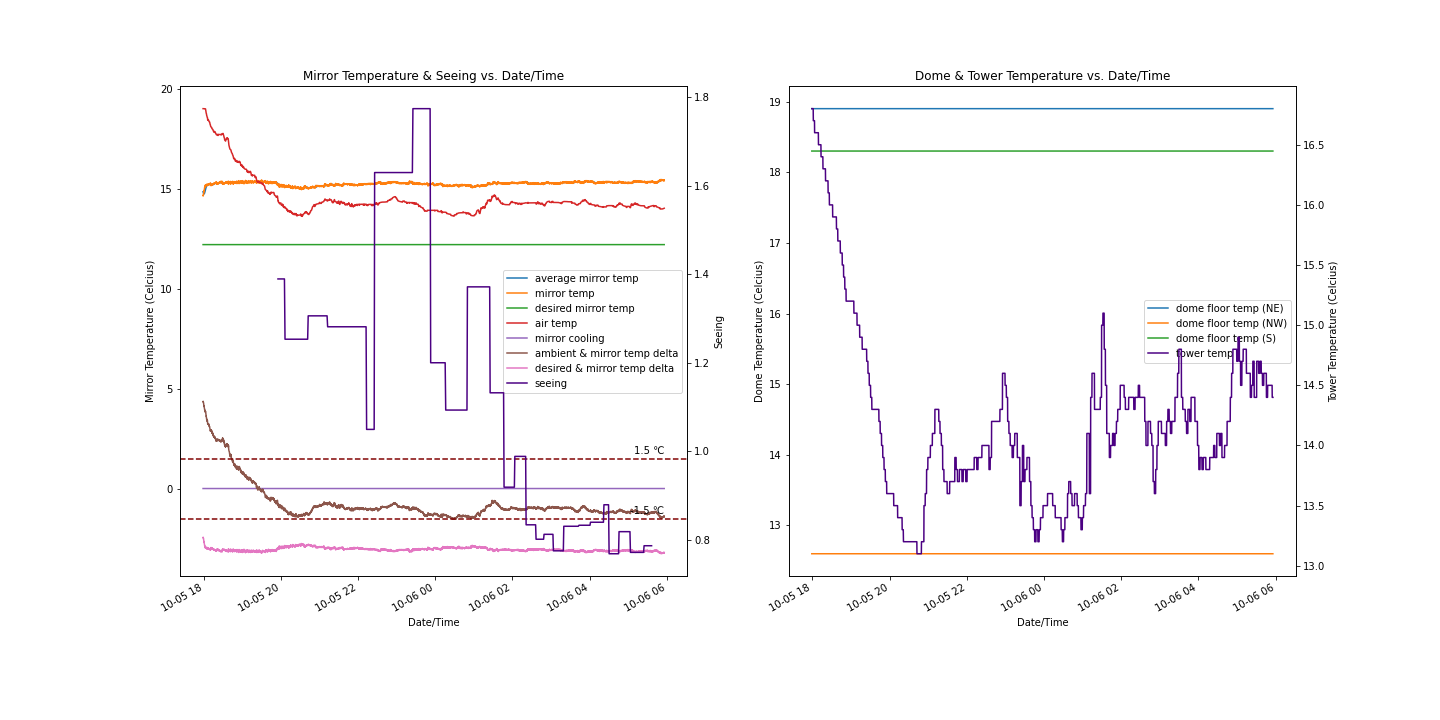 Mirror Temperature & Seeing vs. Date/Time
20
15
10
5
0
Mirror Temperature (Celcius)
1.8
1.6
1.4
1.2
1.0
0.8
Seeing
average mirror temp
mirror temp
desired mirror temp
air temp
mirror cooling
ambient & mirror temp delta
desired & mirror temp delta
seeing
1.5 °C
-1.5 °C
10-05 18
10-05 20
10-05 22
10-06 00
10-06 02
10-06 04
10-06 06
Date/Time
Dome & Tower Temperature vs. Date/Time
19
18
17
16
15
14
13
Dome Temperature (Celcius)
16.5
16.0
15.5
15.0
14.5
14.0
13.5
13.0
Tower Temperature (Celcius)
dome floor temp (NE)
dome floor temp (NW)
dome floor temp (S)
tower temp
10-05 18
10-05 20
10-05 22
10-06 00
10-06 02
10-06 04
10-06 06
Date/Time